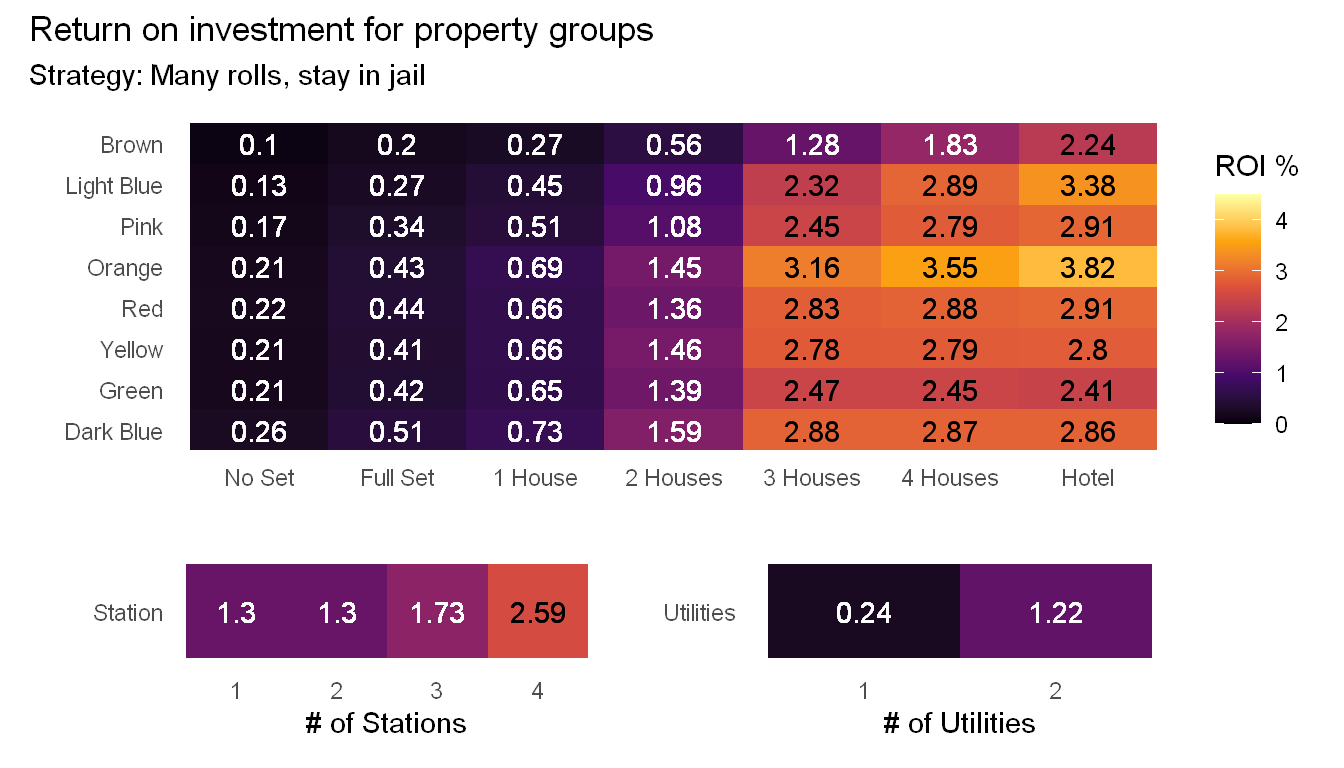 Return on investment for property groups
Strategy: Many rolls, stay in jail
Brown 0.1 0.2 0.27 0.56 1.28 1.83 2.24
Light Blue 0.13 0.27 0.45 0.96 2.32 2.89 3.38
Pink 0.17 0.34 0.51 1.08 2.45 2.79 2.91
Orange 0.21 0.43 0.69 1.45 3.16 3.55 3.82
Red 0.22 0.44 0.66 1.36 2.83 2.88 2.91
Yellow 0.21 0.41 0.66 1.46 2.78 2.79 2.8
Green 0.21 0.42 0.65 1.39 2.47 2.45 2.41
Dark Blue 0.26 0.51 0.73 1.59 2.88 2.87 2.86
No Set Full Set 1 House 2 Houses 3 Houses 4 Houses Hotel
ROI %
4
3
2
1
0
Station 1.3 1.3 1.73 2.59
1 2 3 4
# of Stations
Utilities 0.24 1.22
1 2
# of Utilities